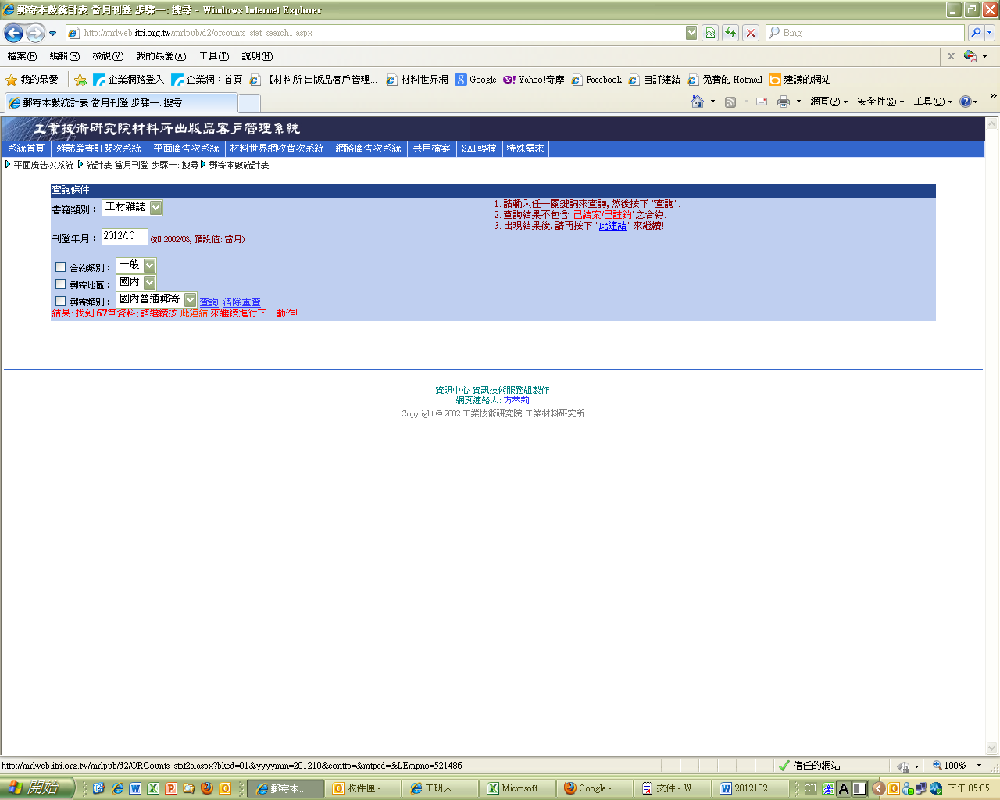 郵寄本數統計表 當月刊登 步驟一: 搜尋 - Windows Internet Explorer
http://mrlweb.itri.org.tw/mrlpub/d2/orcounts_stat_search1.aspx
Bing
檔案(F) 編輯(E) 檢視(V) 我的最愛(A) 工具(T) 說明(H)
我的最愛 企業網路登入 企業網：首頁 【材料所 出版品客戶管理... 材料世界網 Google Yahoo!奇摩 Facebook 自訂連結 免費的 Hotmail 建議的網站
郵寄本數統計表 當月刊登 步驟一: 搜尋 網頁(P) 安全性(S) 工具(O) »
工業技術研究院材料所出版品客戶管理系統
系統首頁 雜誌叢書訂閱次系統 平面廣告次系統 材料世界網收費次系統 網路廣告次系統 共用檔案 SAP轉檔 特殊需求
平面廣告次系統 統計表 當月刊登 步驟一: 搜尋 郵寄本數統計表
查詢條件
書籍類別： 工材雜誌
1. 請輸入任一關鍵詞來查詢, 然後按下 "查詢".
2. 查詢結果不包含 '已結案/已註銷' 之合約.
3. 出現結果後, 請再按下 "此連結" 來繼續!
刊登年月： 2012/10 (如 2002/08, 預設值: 當月)
合約類別： 一般
郵寄地區： 國內
郵寄類別： 國內普通郵寄 查詢 清除重查
結果: 找到 67筆資料; 請繼續按 此連結 來繼續進行下一動作!
資訊中心 資訊技術服務組製作
網頁連絡人: 方萃莉
Copyright © 2002 工業技術研究院 工業材料研究所
http://mrlweb.itri.org.tw/mrlpub/d2/ORCounts_stat2a.aspx?bkcd=01&yyyymm=201210&conttp=&mtpcd=&LEmpno=521486
信任的網站 100%
開始 郵寄本... 收件匣 - ... 工研人... Microsoft... Google - ... 交件 - W... 2012102... CH A 下午 05:05